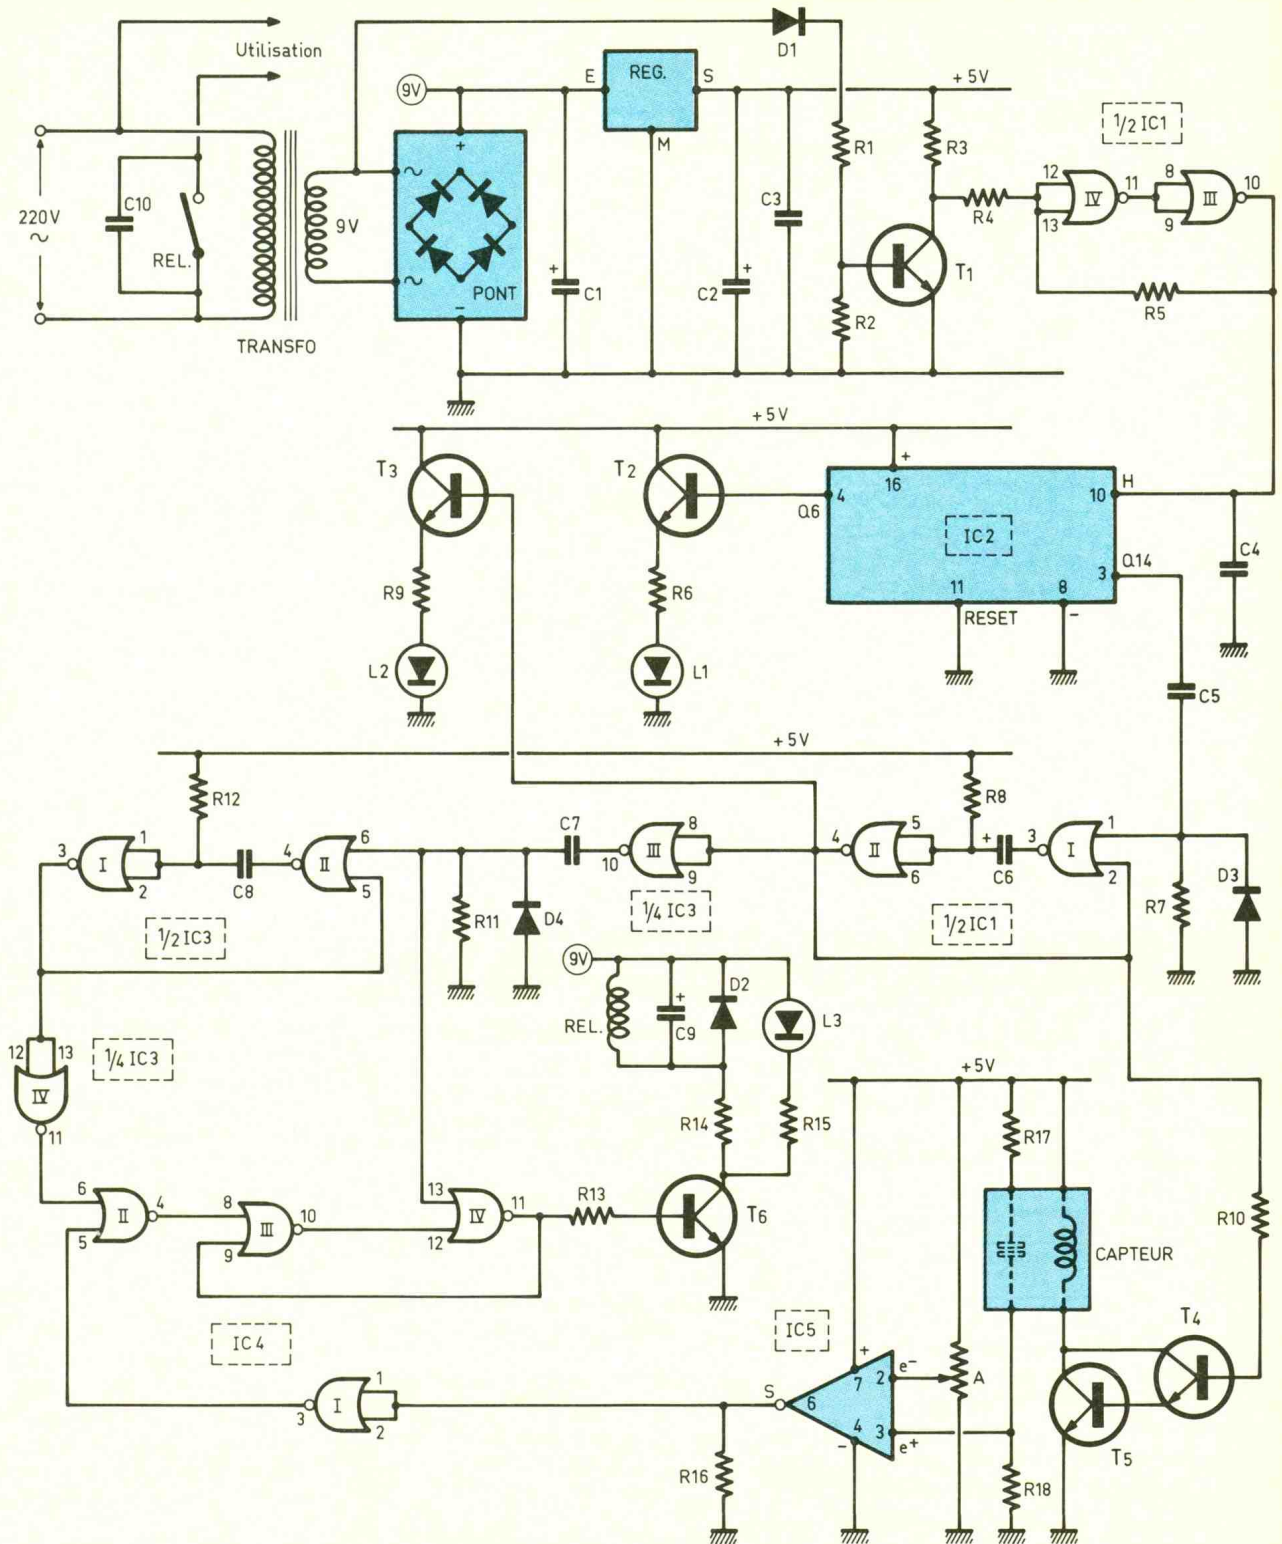 Utilisation
D1
E
REG.
S
9V
+ 5V
M
1/2 IC1
220V
~
C10
REL.
9V
+
~
~
-
PONT
TRANSFO
+
C1
+
C2
C3
R1
R2
R3
R4
T1
12
13
IV
11
8
9
III
10
R5
+ 5V
T3
T2
+
16
4
Q6
IC2
H
10
Q14
3
11
RESET
8
-
C4
R9
R6
L2
L1
C5
+ 5V
R12
R8
3
I
1
2
C8
4
II
6
5
C7
10
III
8
9
4
II
5
6
+
C6
3
I
1
2
1/2 IC3
R11
D4
1/4 IC3
1/2 IC1
R7
D3
9V
REL.
+
C9
D2
L3
12
13
1/4 IC3
IV
11
R14
R15
+5V
R17
6
5
II
4
8
9
III
10
13
12
IV
11
R13
T6
CAPTEUR
R10
IC4
IC5
T4
3
I
1
2
S
6
+
7
2
e-
4
-
3
e+
A
T5
R16
R18